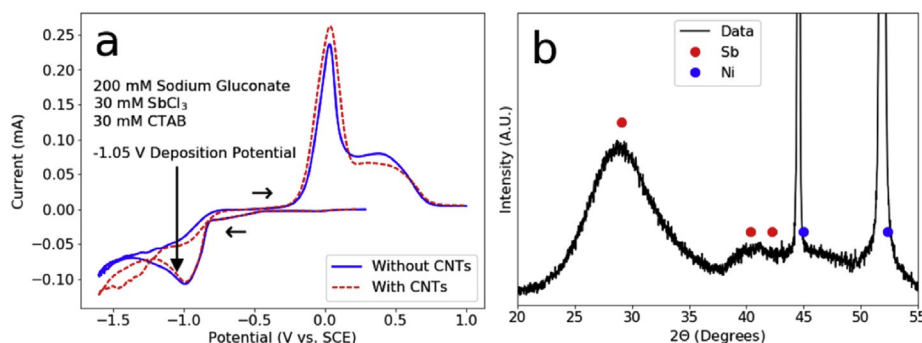 a
200 mM Sodium Gluconate
30 mM SbCl₃
30 mM CTAB
-1.05 V Deposition Potential
→
←
Without CNTs
With CNTs
Current (mA)
0.25
0.20
0.15
0.10
0.05
0.00
−0.05
−0.10
−1.5 −1.0 −0.5 0.0 0.5 1.0
Potential (V vs. SCE)
b
Data
Sb
Ni
Intensity (A.U.)
20 25 30 35 40 45 50 55
2Θ (Degrees)